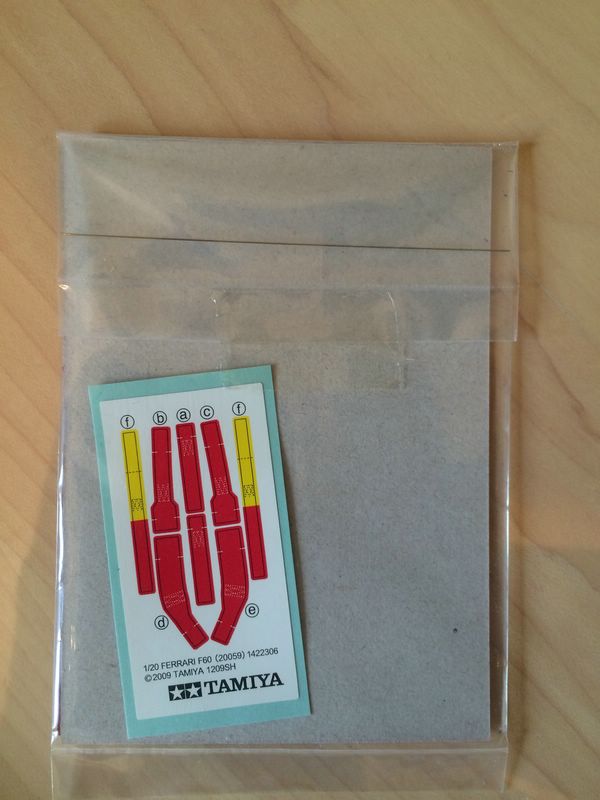 ⓕ ⓑ ⓐ ⓒ ⓕ
ⓓ ⓔ
1/20 FERRARI F60 (20059) 1422306
©2009 TAMIYA 1209SH
TAMIYA